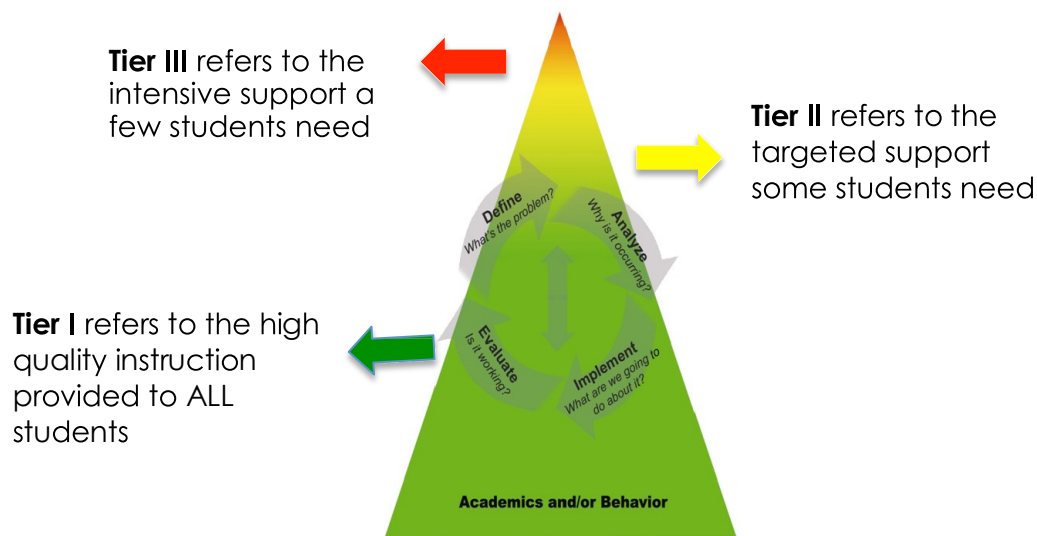 Tier III refers to the
intensive support a
few students need
Tier II refers to the
targeted support
some students need
Define
What's the problem?
Analyze
Why is it occurring?
Tier I refers to the high
quality instruction
provided to ALL
students
Evaluate
Is it working?
Implement
What are we going to
do about it?
Academics and/or Behavior